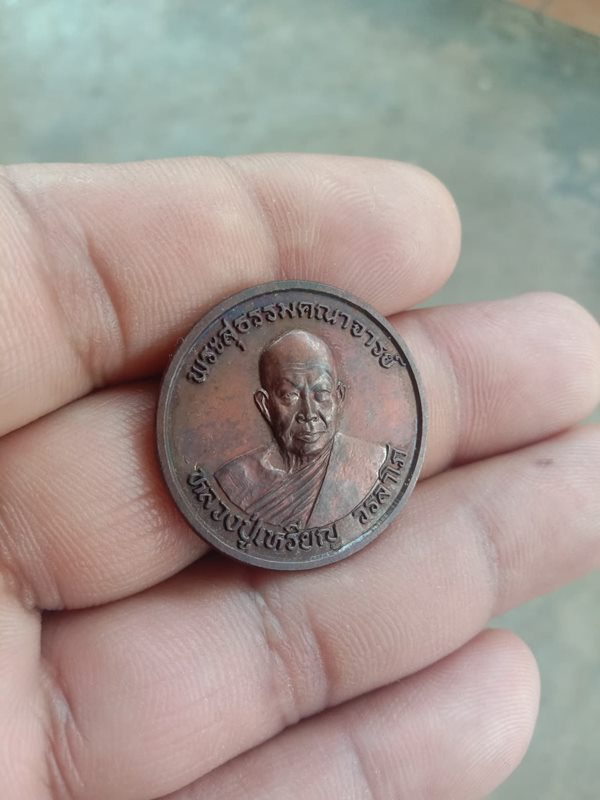 พระสุธรรมคณาจารย์
หลวงปู่เหรียญ วรลาโภ